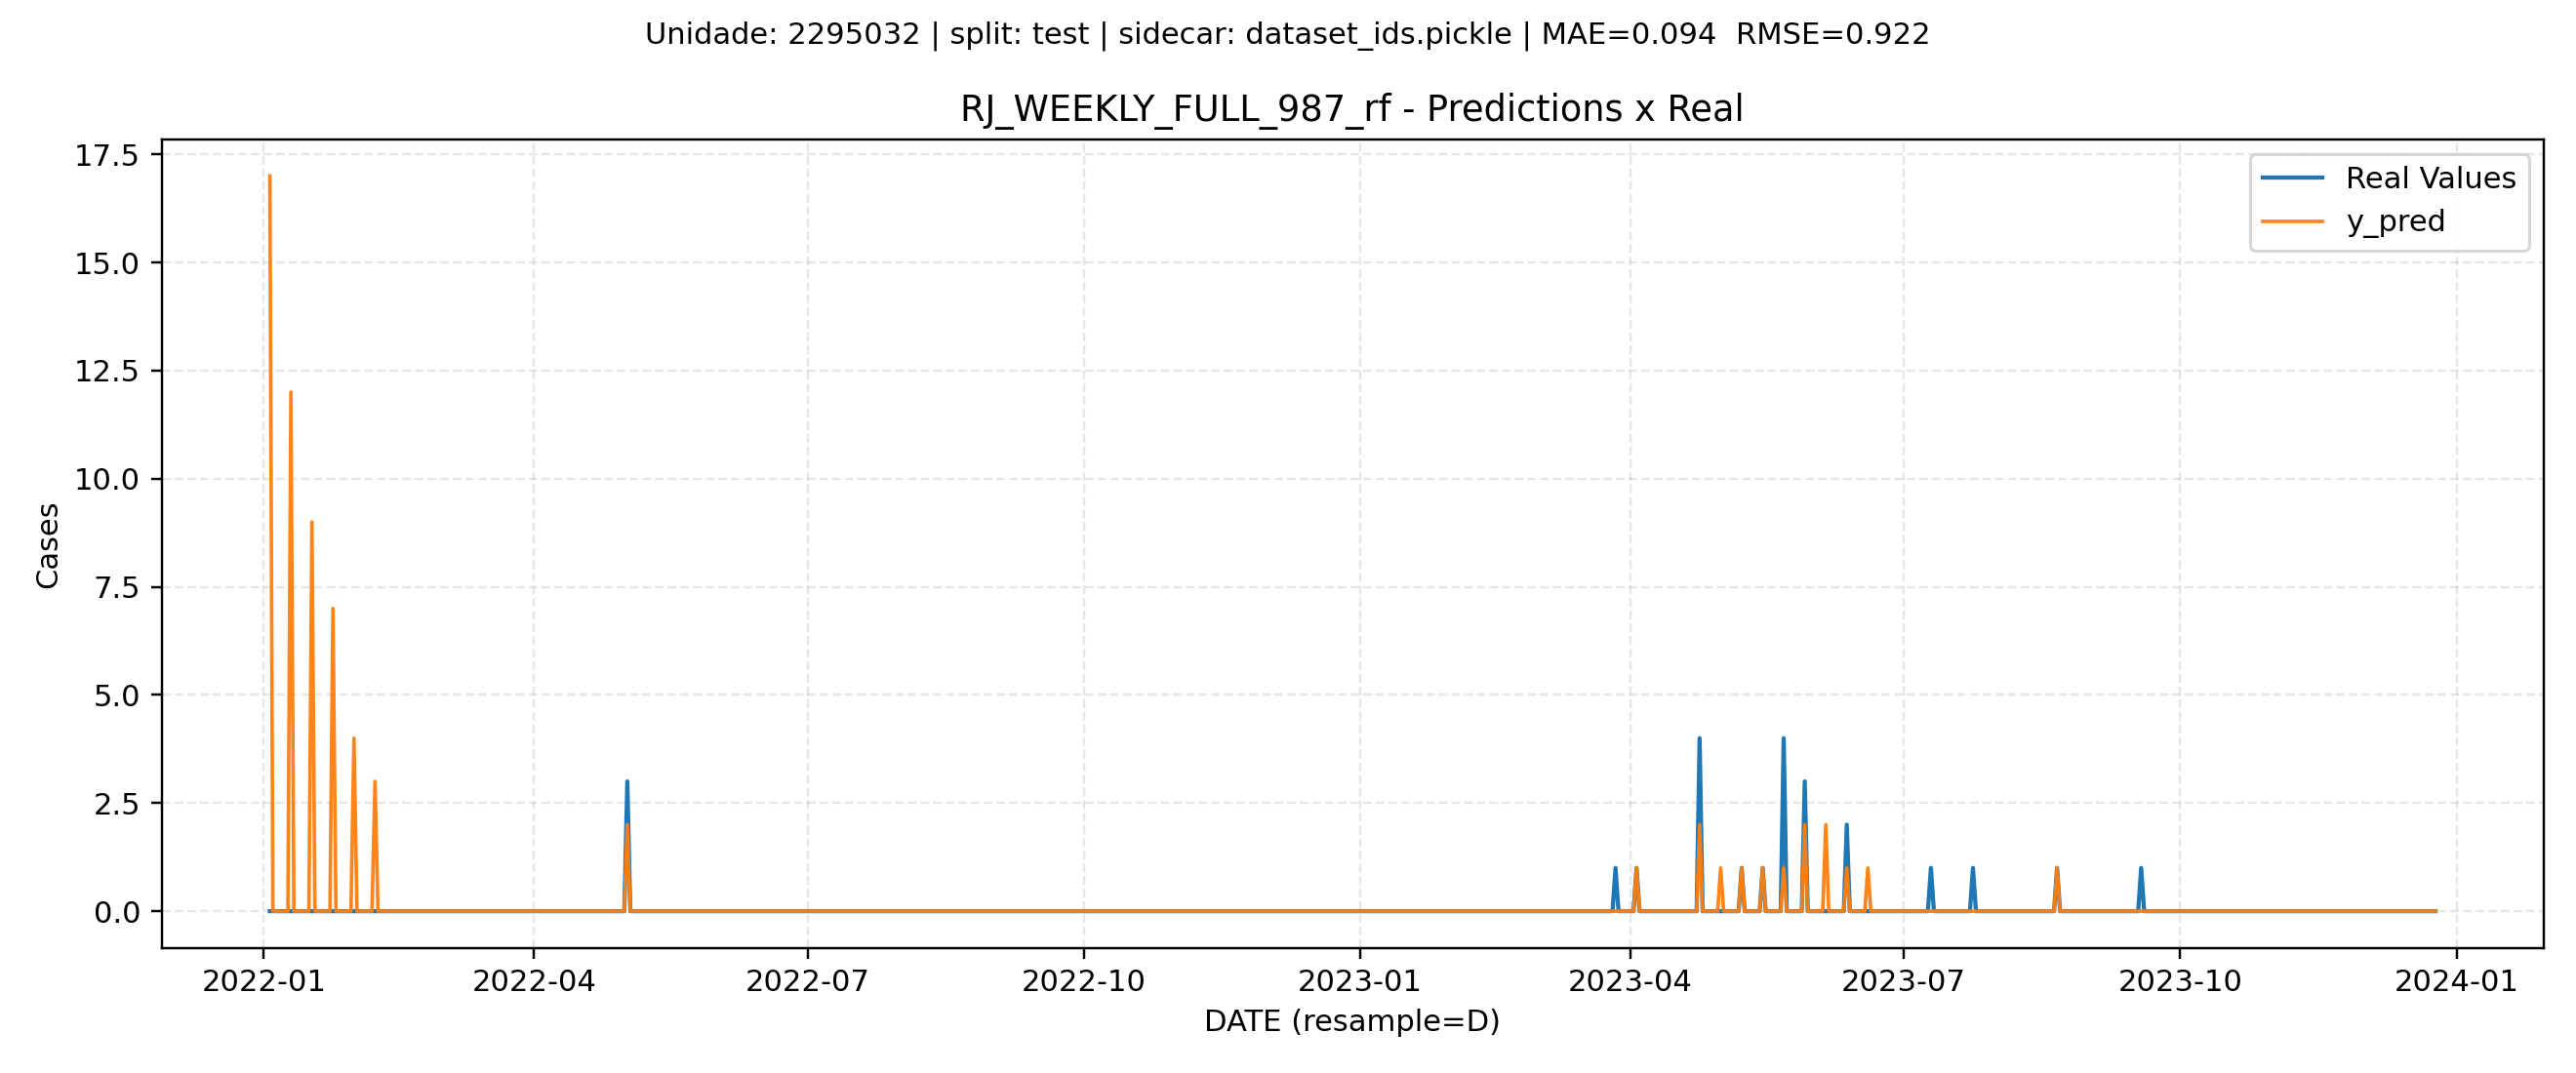 Unidade: 2295032 | split: test | sidecar: dataset_ids.pickle | MAE=0.094  RMSE=0.922
RJ_WEEKLY_FULL_987_rf - Predictions x Real
17.5
15.0
12.5
10.0
7.5
5.0
2.5
0.0
Cases
Real Values
y_pred
2022-01
2022-04
2022-07
2022-10
2023-01
2023-04
2023-07
2023-10
2024-01
DATE (resample=D)